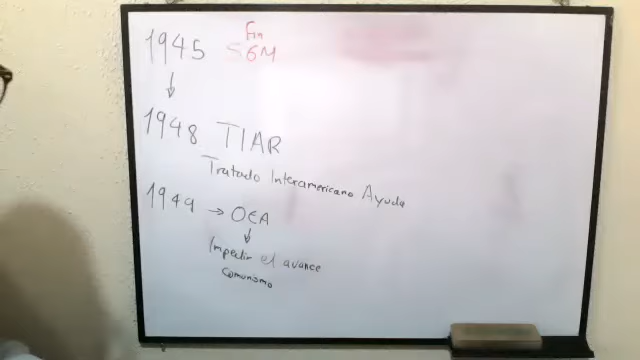 1945 Fin SGM
1948 TIAR
Tratado Interamericano Ayuda
1949 → OEA
Impedir el avance
comunismo